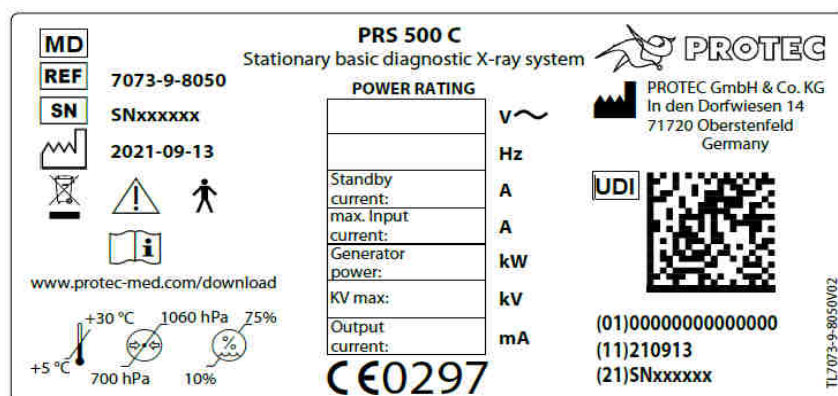 MD
REF 7073-9-8050
SN SNxxxxxx
2021-09-13
www.protec-med.com/download
+5 °C
+30 °C
700 hPa
1060 hPa
10%
75%
%
PRS 500 C
Stationary basic diagnostic X-ray system
POWER RATING
V
Hz
Standby
current:
A
max. Input
current:
A
Generator
power:
kW
KV max:
kV
Output
current:
mA
CE0297
PROTEC
PROTEC GmbH & Co. KG
In den Dorfwiesen 14
71720 Oberstenfeld
Germany
UDI
(01)00000000000000
(11)210913
(21)SNxxxxxx
TL7073-9-8050V02